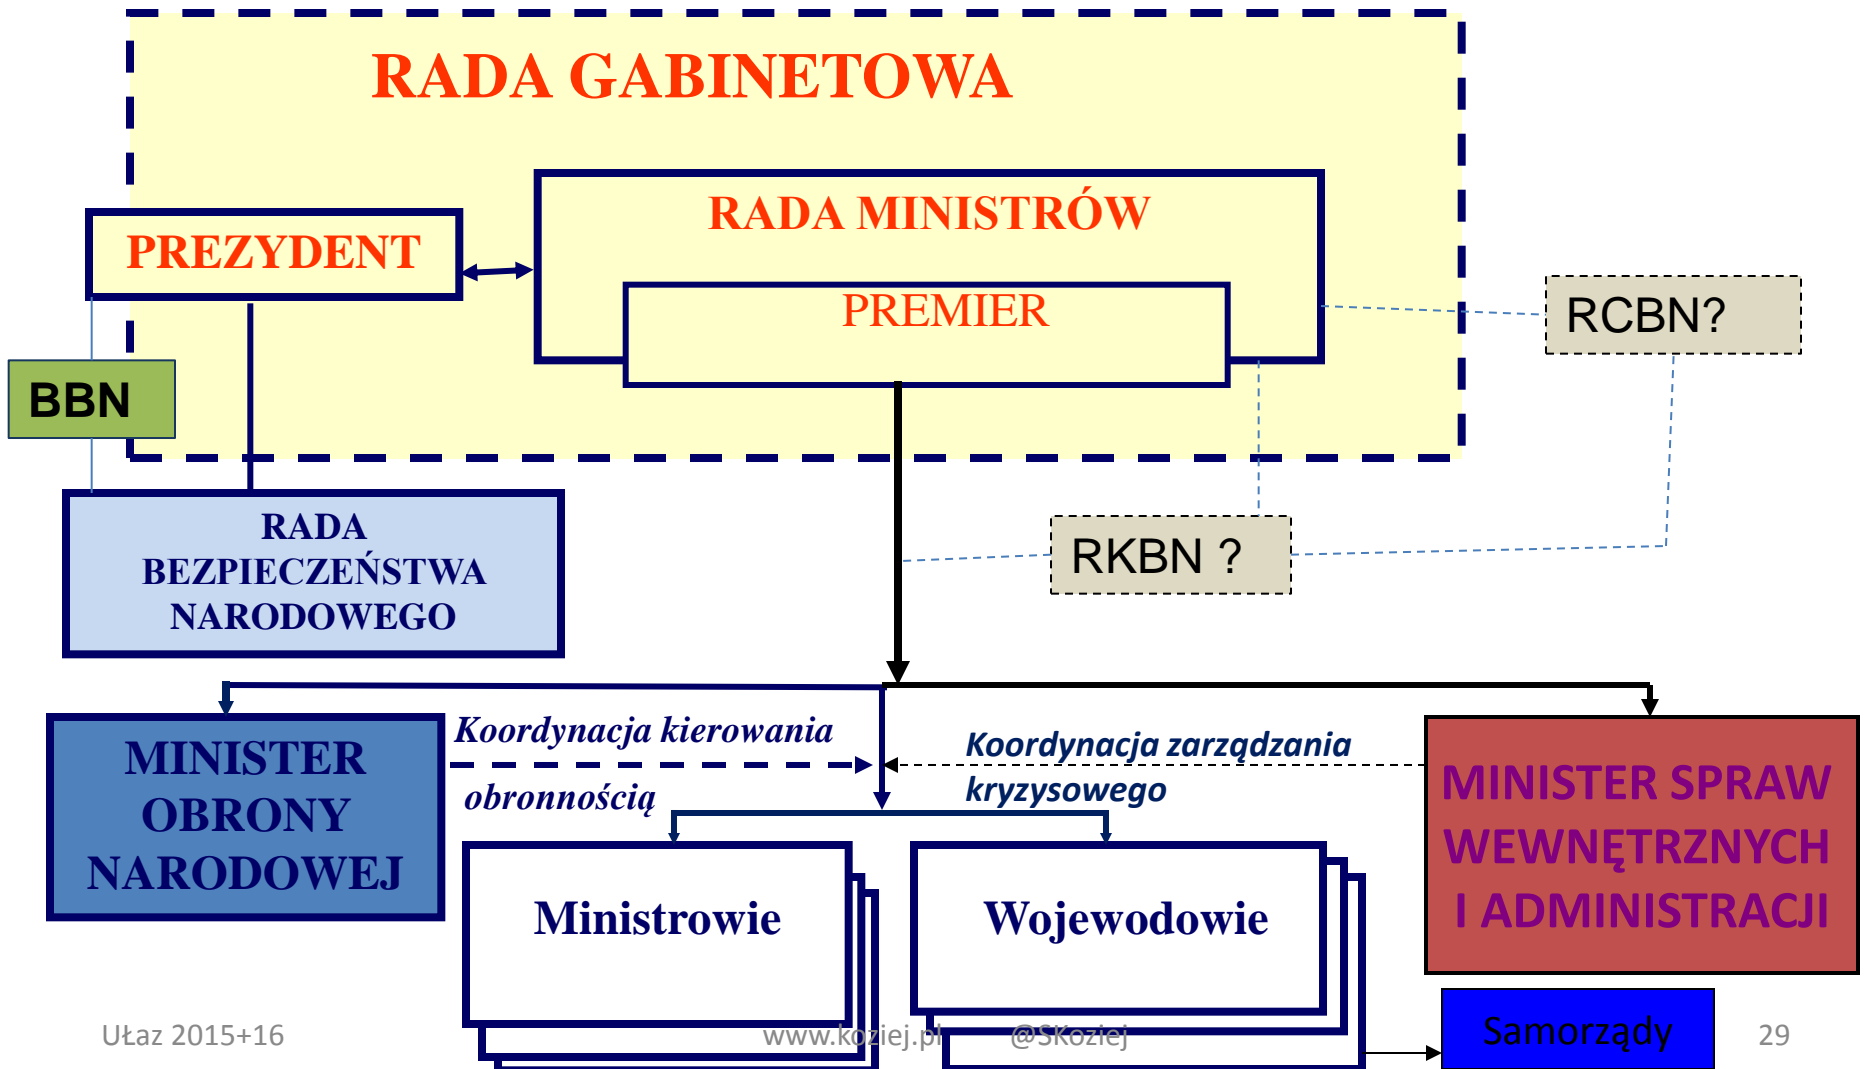 RADA GABINETOWA
RADA MINISTRÓW
PREZYDENT
PREMIER
RCBN?
BBN
RADA
BEZPIECZEŃSTWA
NARODOWEGO
RKBN ?
MINISTER
OBRONY
NARODOWEJ
Koordynacja kierowania
obronnością
Koordynacja zarządzania
kryzysowego
MINISTER SPRAW
WEWNĘTRZNYCH
I ADMINISTRACJI
Ministrowie
Wojewodowie
Samorządy
UŁaz 2015+16
www.koziej.pl @SKoziej
29